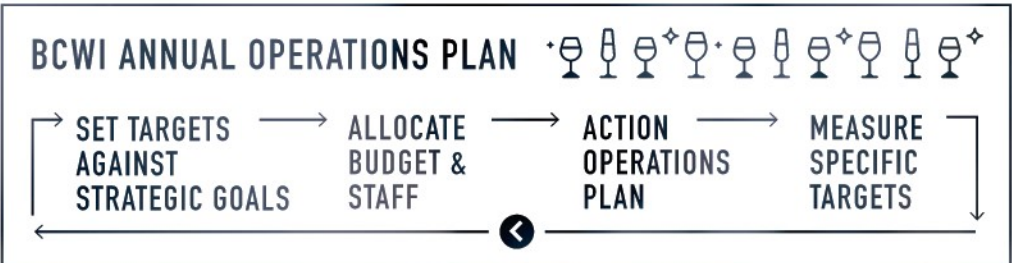 BCWI ANNUAL OPERATIONS PLAN
SET TARGETS
AGAINST
STRATEGIC GOALS
ALLOCATE
BUDGET &
STAFF
ACTION
OPERATIONS
PLAN
MEASURE
SPECIFIC
TARGETS